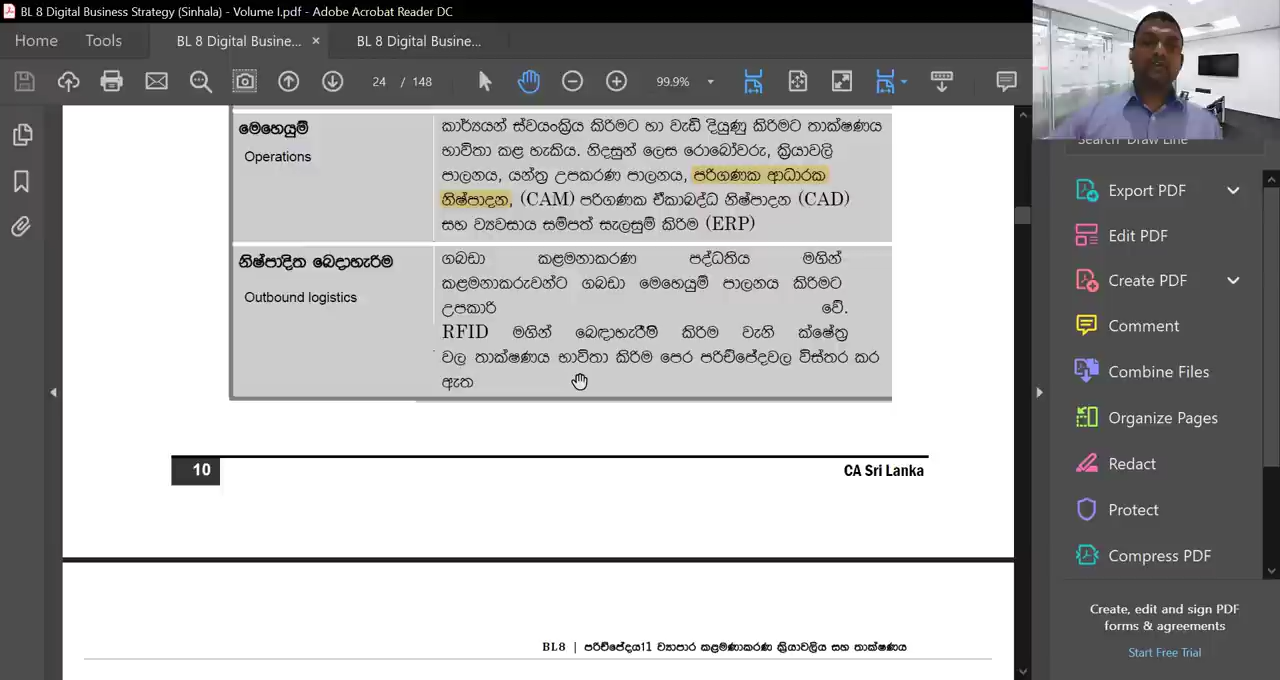 BL 8 Digital Business Strategy (Sinhala) - Volume I.pdf - Adobe Acrobat Reader DC
Home Tools BL 8 Digital Busine... × BL 8 Digital Busine...
24 / 148 99.9%
මෙහෙයුම්
Operations
කාර්යයන් ස්වයංක්‍රිය කිරිමට හා වැඩි දියුණු කිරිමට තාක්ෂණය
භාවිතා කළ හැකිය. නිදසුන් ලෙස රොබෝවරු, ක්‍රියාවලි
පාලනය, යන්ත්‍ර උපකරණ පාලනය, පරිගණක ආධාරක
නිෂ්පාදන, (CAM) පරිගණක ඒකාබද්ධ නිෂ්පාදන (CAD)
සහ ව්‍යවසාය සම්පත් සැලසුම් කිරිම (ERP)
නිෂ්පාදිත බෙදාහැරිම
Outbound logistics
ගබඩා කළමනාකරණ පද්ධතිය මගින්
කළමනාකරුවන්ට ගබඩා මෙහෙයුම් පාලනය කිරිමට
උපකාරි වේ.
RFID මගින් බෙඳාහැරීම් කිරිම වැනි ක්ෂේත්‍ර
වල තාක්ෂණය භාවිතා කිරිම පෙර පරිච්ඡේදවල විස්තර කර
ඇත
10
CA Sri Lanka
BL8 | පරිච්ඡේදය11 ව්‍යාපාර කළමණාකරණ ක්‍රියාවලිය සහ තාක්ෂණය
Search 'Draw Line'
Export PDF
Edit PDF
Create PDF
Comment
Combine Files
Organize Pages
Redact
Protect
Compress PDF
Create, edit and sign PDF
forms & agreements
Start Free Trial